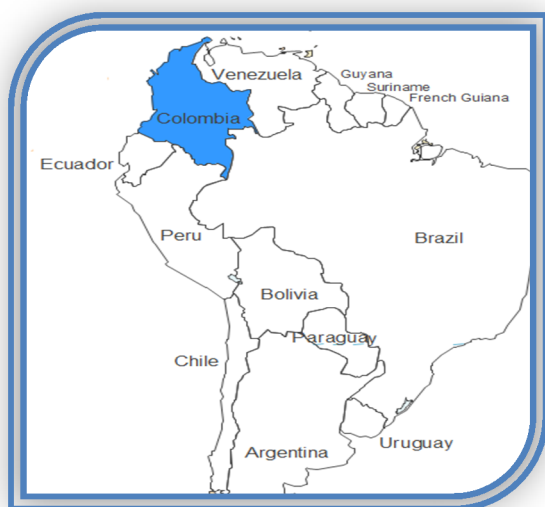 Venezuela
Guyana
Suriname
French Guiana
Colombia
Ecuador
Peru
Brazil
Bolivia
Paraguay
Chile
Uruguay
Argentina